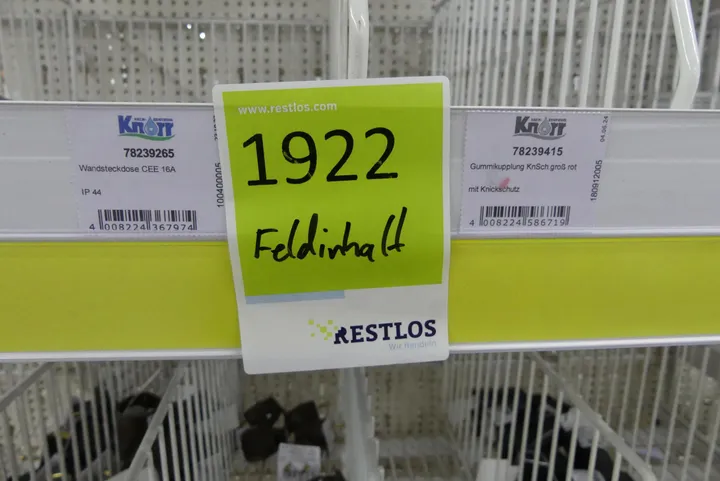 Knott
78239265
Wandsteckdose CEE 16A
IP 44
4 008224 367974
100400005
www.restlos.com
1922
Feldinhalt
RESTLOS
Wir handeln
Knott
78239415
Gummikupplung KnSch groß rot
mit Knickschutz
4 008224 586719
180912005
04.06.24